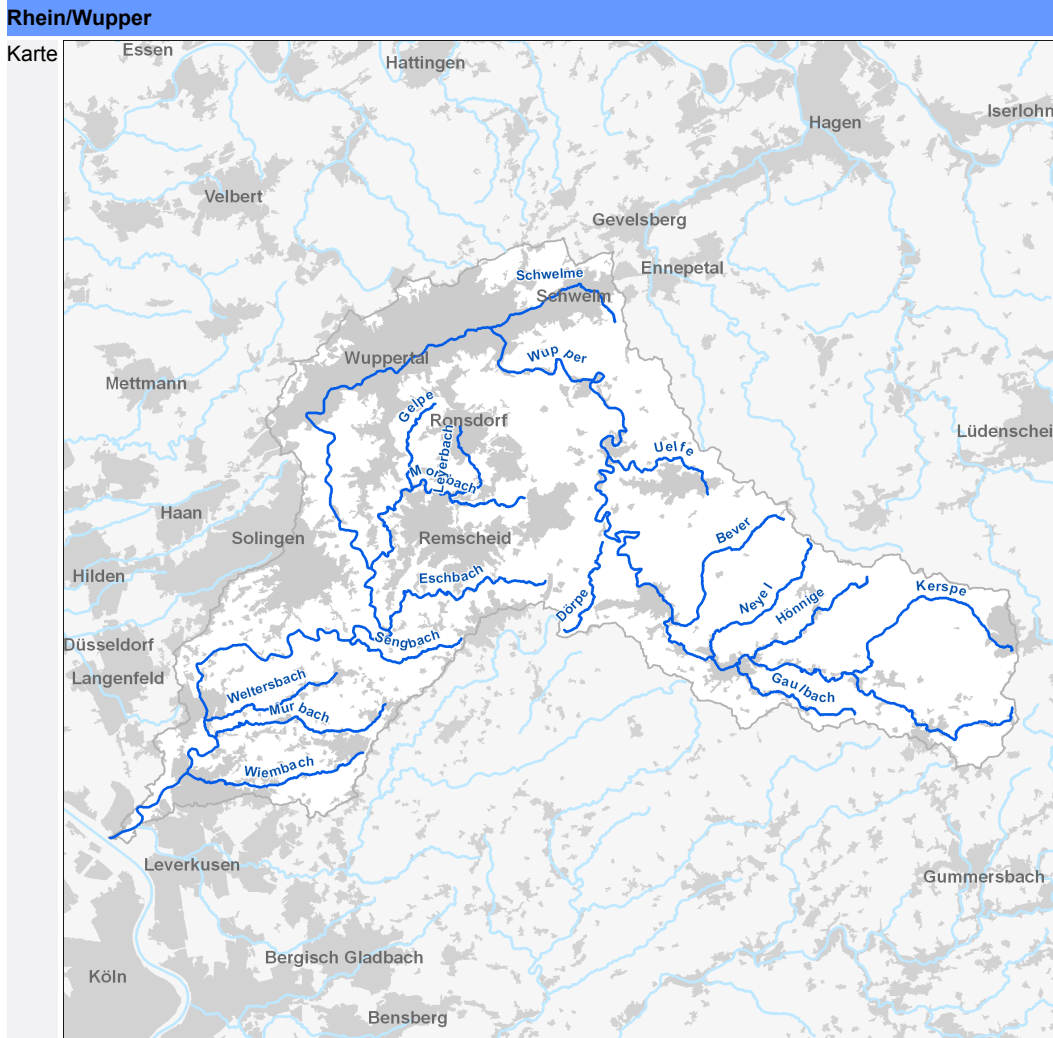 Rhein/Wupper
Karte
Essen
Hattingen
Iserlohn
Hagen
Velbert
Gevelsberg
Ennepetal
Schwelme
Schwelm
Wuppertal
Wupper
Mettmann
Gelpe
Ronsdorf
Lüdenschei
Leyerbach
Uelfe
Morsbach
Haan
Solingen
Remscheid
Bever
Hilden
Eschbach
Neyel
Hönnige
Kerspe
Dörpe
Düsseldorf
Sengbach
Langenfeld
Weltersbach
Gaulbach
Murbach
Wiembach
Leverkusen
Gummersbach
Bergisch Gladbach
Köln
Bensberg